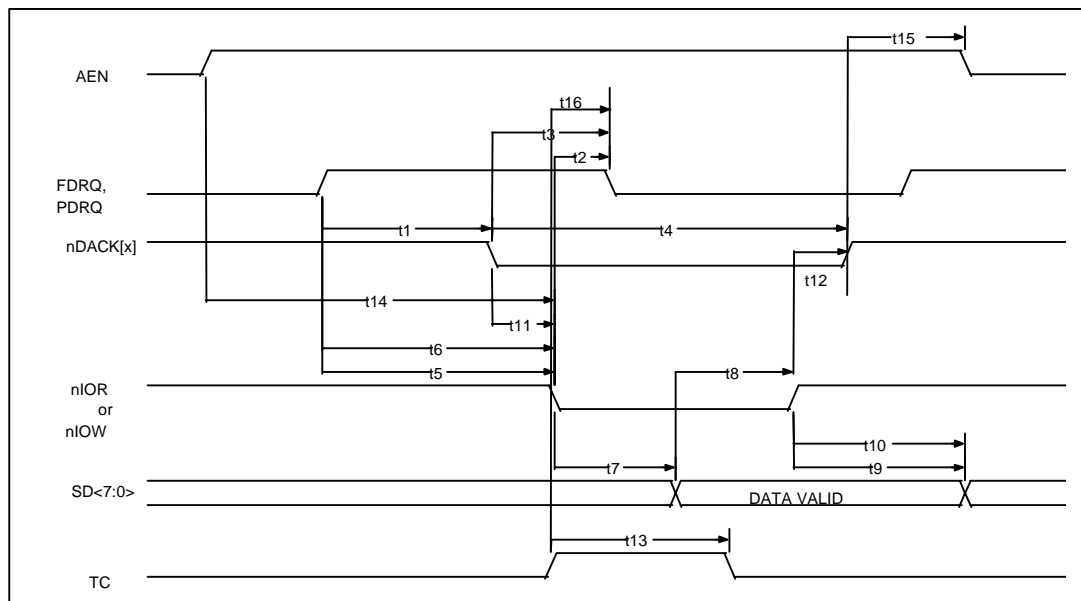 t15
AEN
t16
t3
t2
FDRQ,
PDRQ
t1
t4
nDACK[x]
t12
t14
t11
t6
t5
t8
nIOR
or
nIOW
t10
t7
t9
SD<7:0>
DATA VALID
t13
TC